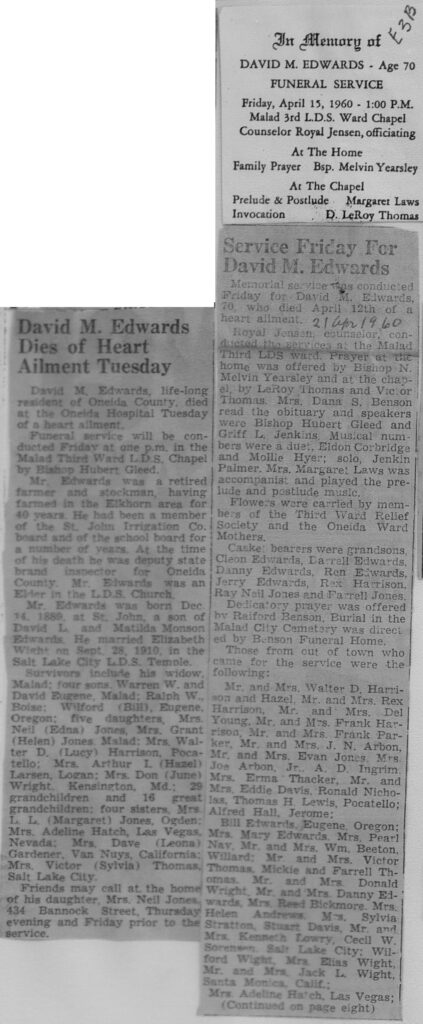 E3B
In Memory of
DAVID M. EDWARDS - Age 70
FUNERAL SERVICE
Friday, April 15, 1960 - 1:00 P.M.
Malad 3rd L.D.S. Ward Chapel
Counselor Royal Jensen, officiating
At The Home
Family Prayer Bsp. Melvin Yearsley
At the Chapel
Prelude & Postlude Margaret Laws
Invocation D. LeRoy Thomas
David M. Edwards
Dies of Heart
Ailment Tuesday
David M. Edwards, life-long
resident of Oneida County, died
at the Oneida Hospital Tuesday
of a heart ailment.
Funeral service will be con-
ducted Friday at one p.m. in the
Malad Third Ward L.D.S. Chapel
by Bishop Hubert Gleed.
Mr. Edwards was a retired
farmer and stockman, having
farmed in the Elkhorn area for
40 years. He had been a member
of the St. John Irrigation Co.
board and of the school board for
a number of years. At the time
of his death he was deputy state
brand inspector for Oneida
County. Mr. Edwards was an
Elder in the L.D.S. Church.
Mr. Edwards was born Dec.
14, 1889, at St. John, a son of
David L. and Matilda Monson
Edwards. He married Elizabeth
Wight on Sept. 28, 1910, in
the Salt Lake City L.D.S. Temple.
Survivors include his widow,
Malad; four sons, Warren W. and
David Eugene, Malad; Ralph W.,
Boise; Wilford (Bill), Eugene,
Oregon; five daughters, Mrs.
Neil (Edna) Jones, Mrs. Grant
(Helen) Jones Malad; Mrs. Wal-
ter D. (Lucy) Harrison, Poca-
tello; Mrs. Arthur I. (Hazel)
Larsen, Logan; Mrs. Don (June)
Wright, Kensington, Md.; 29
grandchildren and 16 great
grandchildren; four sisters, Mrs.
L. L. (Margaret) Jones, Ogden;
Mrs. Adeline Hatch, Las Vegas,
Nevada; Mrs. Dave (Leona)
Gardener, Van Nuys, California;
Mrs. Victor (Sylvia) Thomas,
Salt Lake City.
Friends may call at the home
of his daughter, Mrs. Neil Jones,
434 Bannock Street, Thursday
evening and Friday prior to the
service.
Service Friday For
David M. Edwards
Memorial service was conducted
Friday for David M. Edwards,
70, who died April 12th of a
heart ailment. 21 Apr 1960
Royal Jensen, counselor, con-
ducted the services at the Malad
Third LDS ward. Prayer at the
home was offered by Bishop N.
Melvin Yearsley and at the chap-
el, by LeRoy Thomas and Victor
Thomas. Mrs. Dana S. Benson
read the obituary and speakers
were Bishop Hubert Gleed and
Griff L. Jenkins. Musical num-
bers were a duet, Eldon Corbridge
and Mollie Hyer; solo, Jenkin
Palmer. Mrs. Margaret Laws was
accompanist and played the pre-
lude and postlude music.
Flowers were carried by mem-
bers of the Third Ward Relief
Society and the Oneida Ward
Mothers.
Casket bearers were grandsons,
Cleon Edwards, Darrell Edwards,
Danny Edwards, Ren Edwards,
Jerry Edwards, Rex Harrison,
Ray Neil Jones and Farrell Jones.
Dedicatory prayer was offered
by Raiford Benson. Burial in the
Malad City Cemetery was direct
ed by Benson Funeral Home.
Those from out of town who
came for the service were the
following:
Mr. and Mrs. Walter D. Harri-
son and Hazel, Mr. and Mrs. Rex
Harrison, Mr. and Mrs. Del
Young, Mr. and Mrs. Frank Har-
rison, Mr. and Mrs. Frank Par-
ker, Mr. and Mrs. J. N. Arbon,
Mr. and Mrs. Evan Jones, Mrs.
Joe Arbon, Jr., A. D. Ingrim,
Mrs. Erma Thacker, Mr. and
Mrs. Eddie Davis, Ronald Nicho-
las, Thomas H. Lewis, Pocatello;
Alfred Hall, Jerome;
Bill Edwards, Eugene, Oregon;
Mrs. Mary Edwards, Mrs. Pearl
Nay, Mr. and Mrs. Wm. Beeton,
Willard; Mr. and Mrs. Victor
Thomas, Mickie and Farrell Tho-
mas, Mr. and Mrs. Donald
Wright, Mr. and Mrs. Danny Ed-
wards, Mrs. Reed Bickmore, Mrs.
Helen Andrews, Mrs. Sylvia
Stratton, Stuart Davis, Mr. and
Mrs. Kenneth Lowry, Cecil W.
Sorensen, Salt Lake City; Wil-
ford Wight, Mrs. Elias Wight,
Mr. and Mrs. Jack L. Wight,
Santa Monica, Calif.;
Mrs. Adeline Hatch, Las Vegas;
(Continued on page eight)